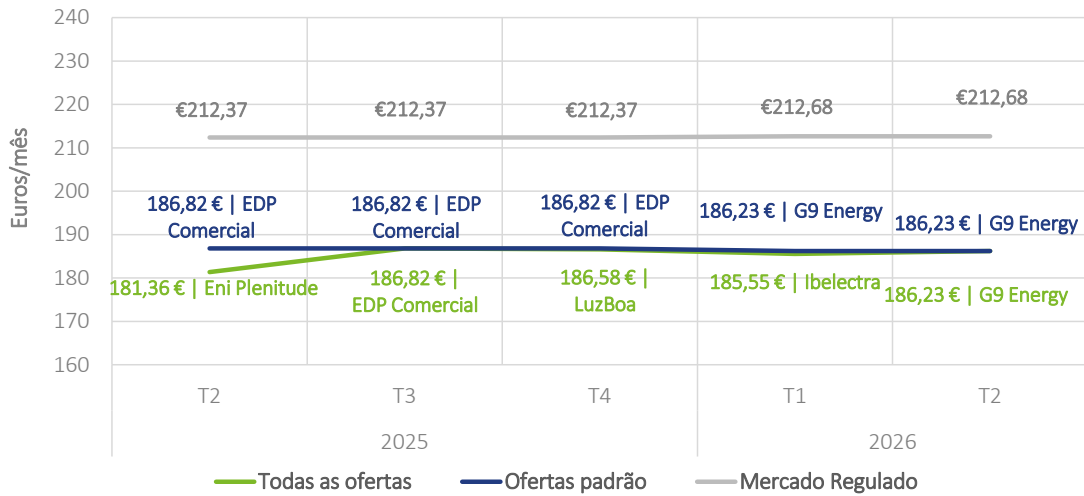 240
230
220
210
200
190
180
170
160
Euros/mês
€212,37
€212,37
€212,37
€212,68
€212,68
186,82 € | EDP
Comercial
186,82 € | EDP
Comercial
186,82 € | EDP
Comercial
186,23 € | G9 Energy
186,23 € | G9 Energy
181,36 € | Eni Plenitude
186,82 € |
EDP Comercial
186,58 € |
LuzBoa
185,55 € | Ibelectra
186,23 € | G9 Energy
T2
T3
T4
T1
T2
2025
2026
Todas as ofertas
Ofertas padrão
Mercado Regulado